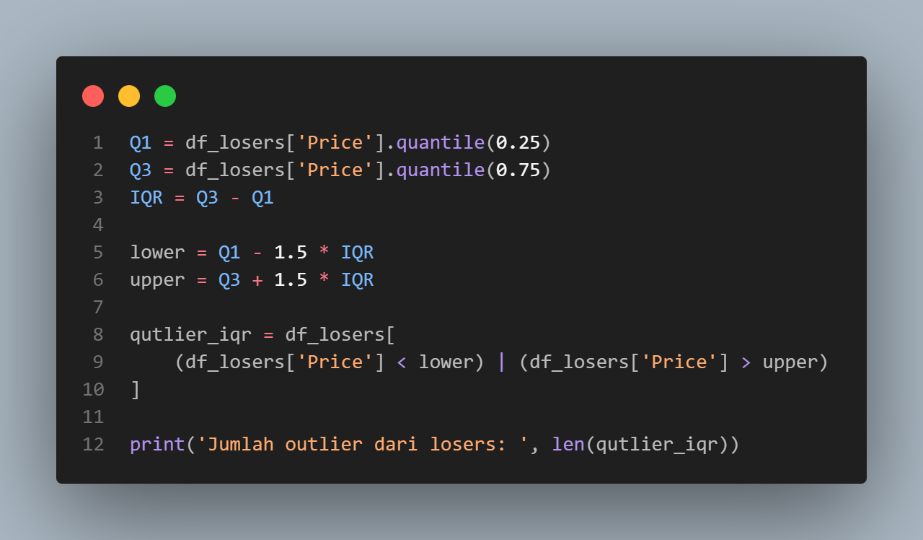 1 Q1 = df_losers['Price'].quantile(0.25)
2 Q3 = df_losers['Price'].quantile(0.75)
3 IQR = Q3 - Q1
4
5 lower = Q1 - 1.5 * IQR
6 upper = Q3 + 1.5 * IQR
7
8 qutlier_iqr = df_losers[
9     (df_losers['Price'] < lower) | (df_losers['Price'] > upper)
10 ]
11
12 print('Jumlah outlier dari losers: ', len(qutlier_iqr))